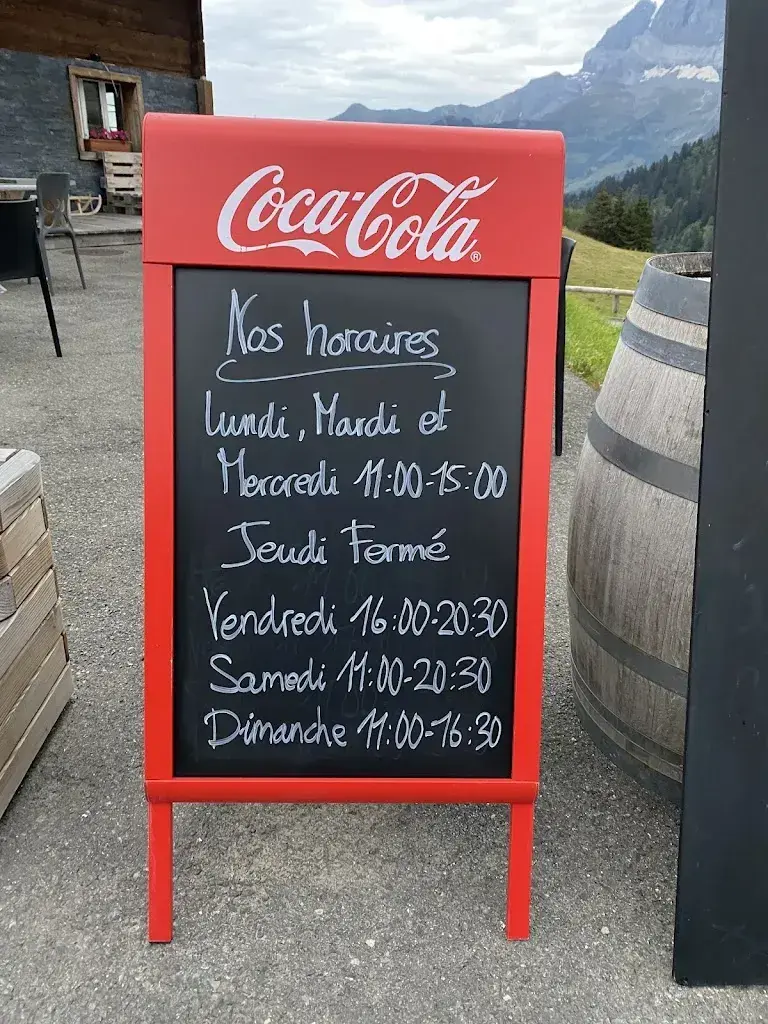 Coca-Cola®
Nos horaires
Lundi, Mardi et
Mercredi 11:00-15:00
Jeudi Fermé
Vendredi 16:00-20:30
Samedi 11:00-20:30
Dimanche 11:00-16:30